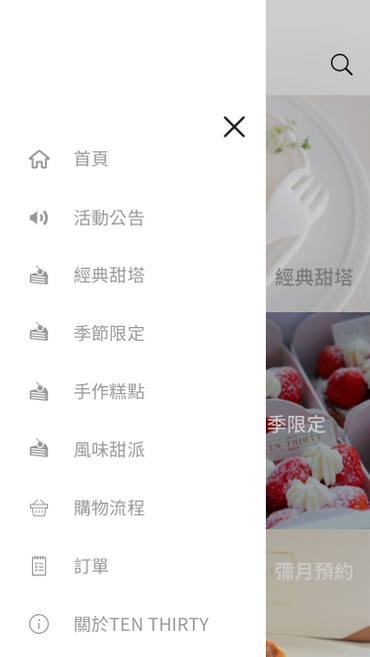 首頁
活動公告
經典甜塔
季節限定
手作糕點
風味甜派
購物流程
訂單
關於TEN THIRTY
經典甜塔
季限定
TEN THIRTY
彌月預約